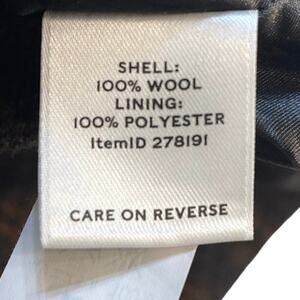 SHELL:
100% WOOL
LINING:
100% POLYESTER
ItemID 278191
CARE ON REVERSE